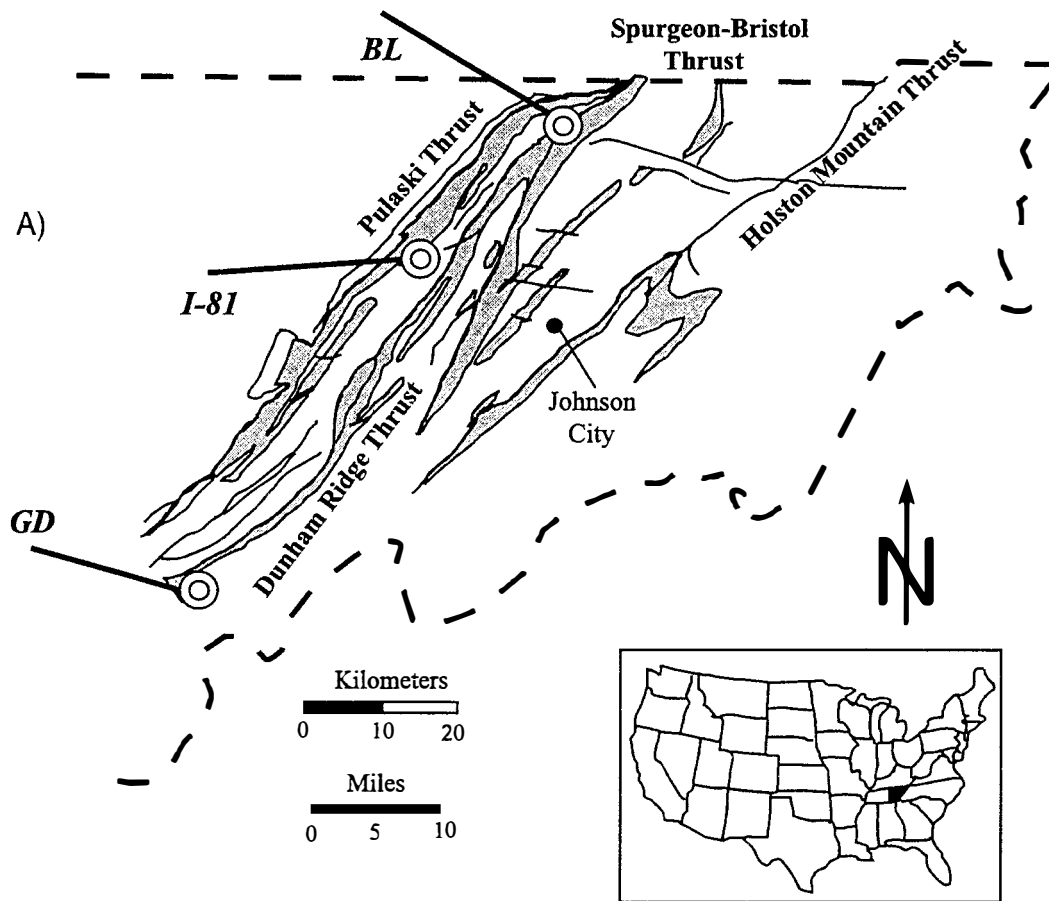 BL
Spurgeon-Bristol
Thrust
Pulaski Thrust
Holston Mountain Thrust
A)
I-81
Johnson
City
Dunham Ridge Thrust
GD
N
Kilometers
0 10 20
Miles
0 5 10